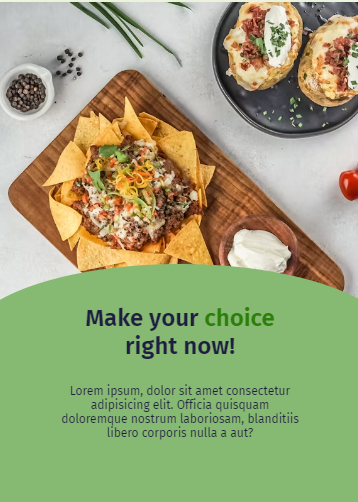 Make your choice
right now!
Lorem ipsum, dolor sit amet consectetur
adipisicing elit. Officia quisquam
doloremque nostrum laboriosam, blanditiis
libero corporis nulla a aut?